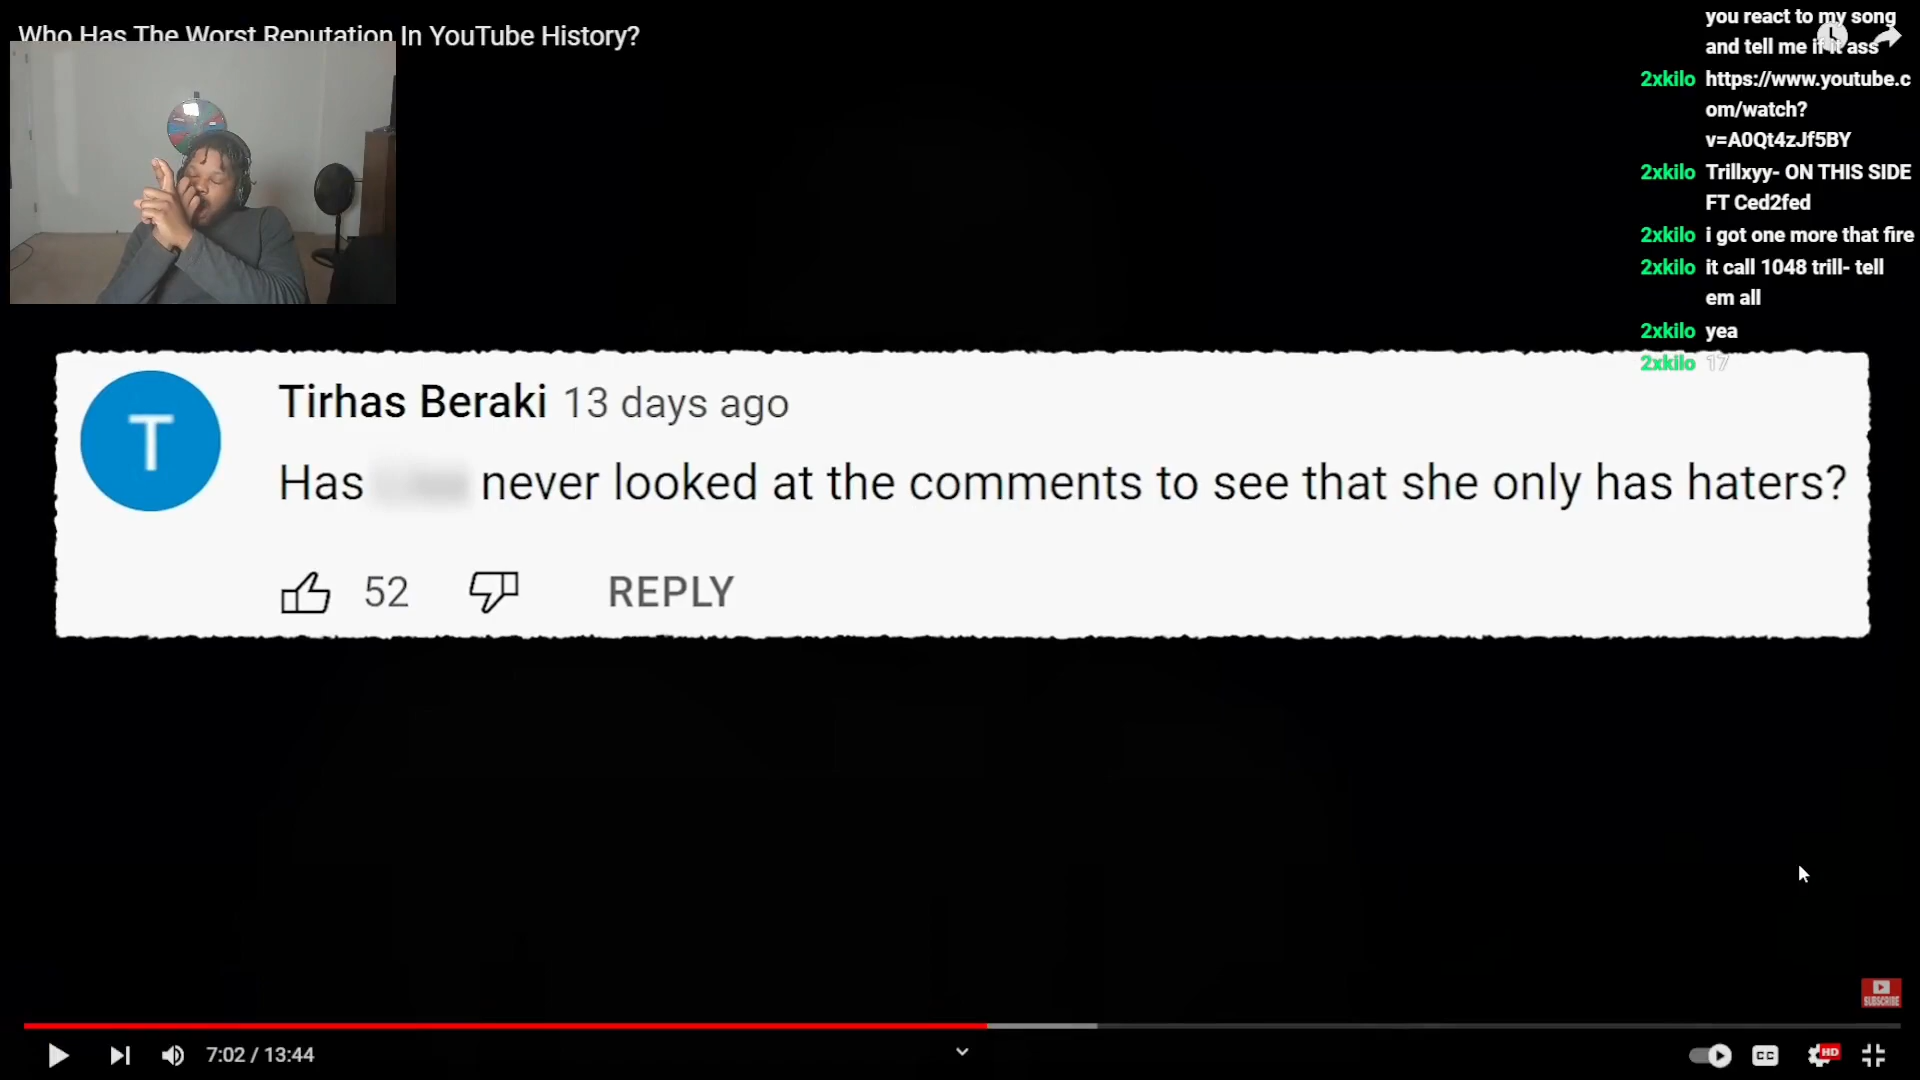 Who Has The Worst Reputation In YouTube History?
you react to my song
and tell me if it ass
2xkilo https://www.youtube.c
om/watch?
v=A0Qt4zJf5BY
2xkilo Trillxyy- ON THIS SIDE
FT Ced2fed
2xkilo i got one more that fire
2xkilo it call 1048 trill- tell
em all
2xkilo yea
2xkilo 17
T
Tirhas Beraki 13 days ago
Has never looked at the comments to see that she only has haters?
52 REPLY
SUBSCRIBE
7:02 / 13:44
CC HD